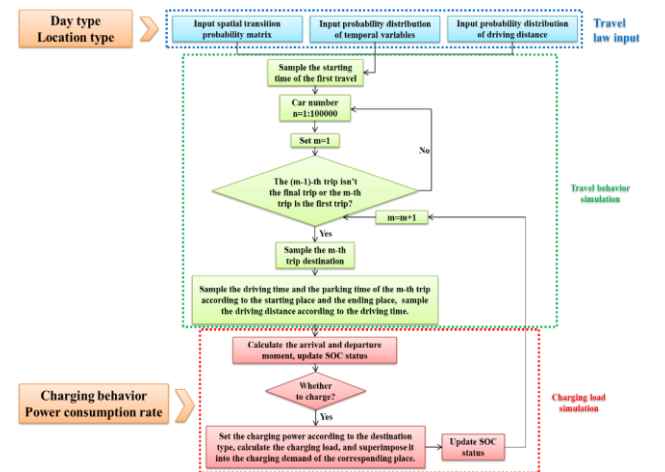 Day type
Location type
Input spatial transition
probability matrix
Input probability distribution
of temporal variables
Input probability distribution
of driving distance
Travel
law input
Sample the starting
time of the first travel
Car number
n=1:100000
Set m=1
No
The (m-1)-th trip isn't
the final trip or the m-th
trip is the first trip?
m=m+1
Travel behavior
simulation
Yes
Sample the m-th
trip destination
Sample the driving time and the parking time of the m-th trip
according to the starting place and the ending place, sample
the driving distance according to the driving time.
Calculate the arrival and departure
moment, update SOC status
Charging behavior
Power consumption rate
Whether
to charge?
Charging load
simulation
Yes
Set the charging power according to the destination
type, calculate the charging load, and superimpose it
into the charging demand of the corresponding place.
Update SOC
status